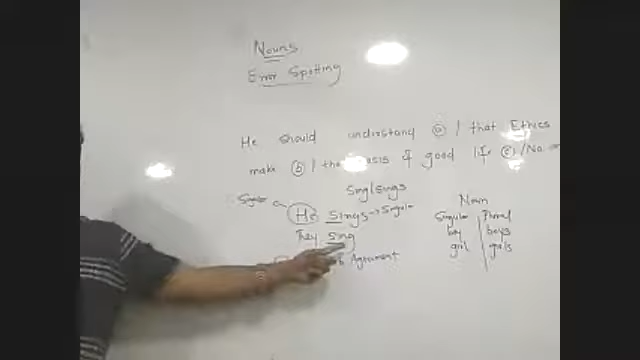 Nouns
Error Spotting
He should understand ⓐ / that Ethics
make ⓑ / the basis of good life ⓒ / No
Sing/sings
Singular He Sings → Singular
They sing
Agreement
Noun
Singular Plural
boy boys
girl girls